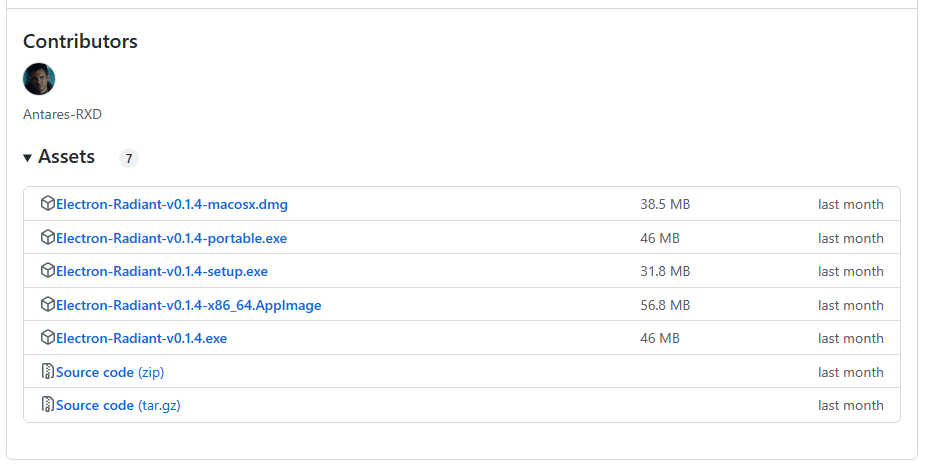 Contributors
Antares-RXD
Assets 7
Electron-Radiant-v0.1.4-macosx.dmg 38.5 MB last month
Electron-Radiant-v0.1.4-portable.exe 46 MB last month
Electron-Radiant-v0.1.4-setup.exe 31.8 MB last month
Electron-Radiant-v0.1.4-x86_64.AppImage 56.8 MB last month
Electron-Radiant-v0.1.4.exe 46 MB last month
Source code (zip) last month
Source code (tar.gz) last month